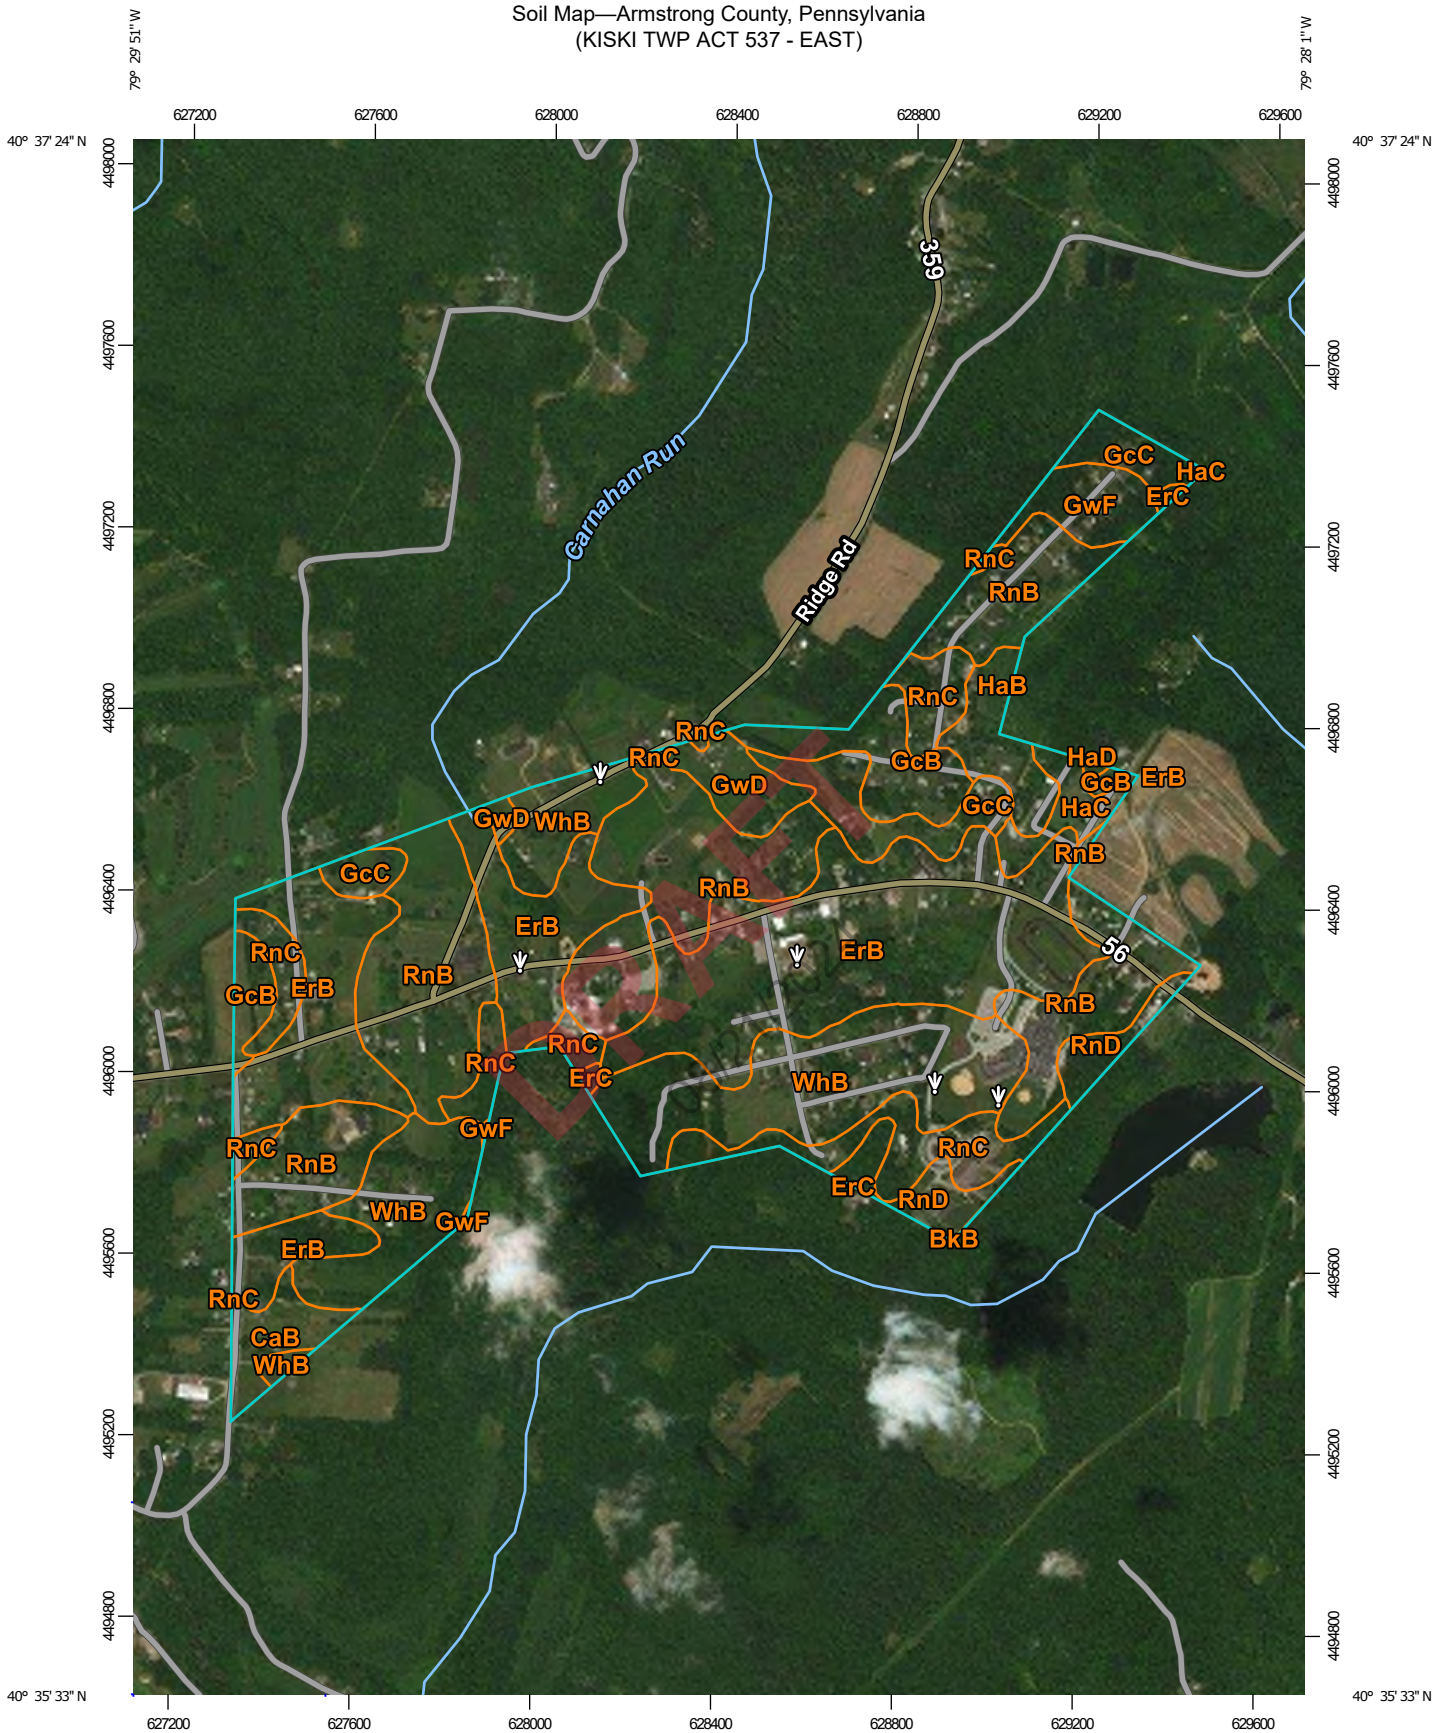 Soil Map—Armstrong County, Pennsylvania
(KISKI TWP ACT 537 - EAST)
79° 29' 51'' W
79° 28' 1'' W
627200 627600 628000 628400 628800 629200 629600
40° 37' 24'' N
40° 37' 24'' N
4498000
4498000
359
4497600
4497600
Carnahan Run
GcC
HaC
ErC
GwF
4497200
4497200
RnC
Ridge Rd
RnB
HaB
RnC
4496800
4496800
RnC
RnC
HaD
GcB
ErB
GcB
GwD
GcC
HaC
GwD WhB
RnB
GcC
RnB
4496400
4496400
ErB
ErB
56
RnC
RnB
ErB
GcB
RnB
RnC
RnD
RnC
4496000
4496000
ErC
WhB
GwF
RnC
RnC
RnB
ErC
RnD
WhB
GwF
BkB
ErB
4495600
4495600
RnC
CaB
WhB
4495200
4495200
4494800
4494800
DRAFT
40° 35' 33'' N
40° 35' 33'' N
627200 627600 628000 628400 628800 629200 629600